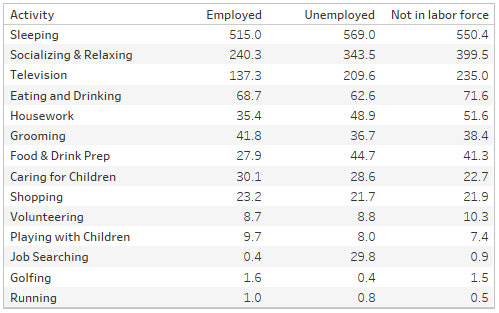 Activity Employed Unemployed Not in labor force
Sleeping 515.0 569.0 550.4
Socializing & Relaxing 240.3 343.5 399.5
Television 137.3 209.6 235.0
Eating and Drinking 68.7 62.6 71.6
Housework 35.4 48.9 51.6
Grooming 41.8 36.7 38.4
Food & Drink Prep 27.9 44.7 41.3
Caring for Children 30.1 28.6 22.7
Shopping 23.2 21.7 21.9
Volunteering 8.7 8.8 10.3
Playing with Children 9.7 8.0 7.4
Job Searching 0.4 29.8 0.9
Golfing 1.6 0.4 1.5
Running 1.0 0.8 0.5